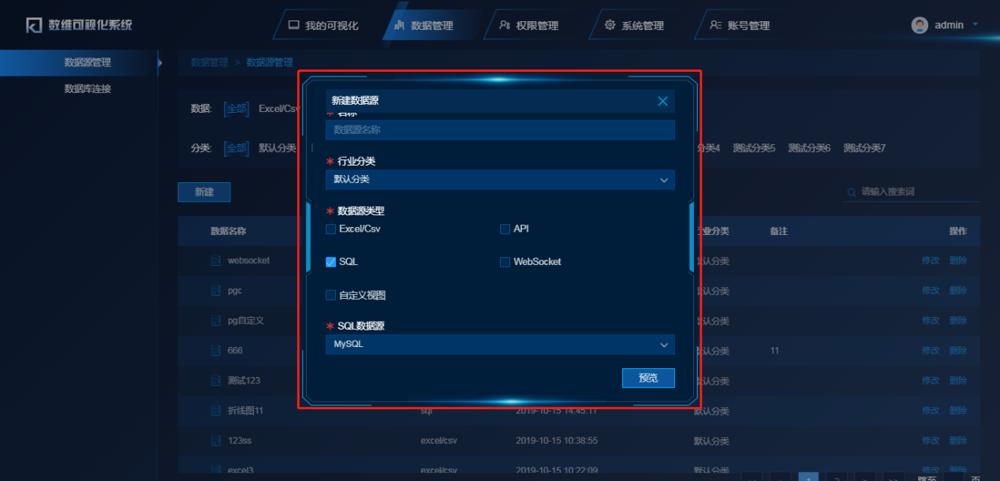 数维可视化系统
我的可视化
数据管理
权限管理
系统管理
账号管理
admin
数据源管理
数据库连接
数据管理 > 数据源管理
数据: [全部] Excel/Csv
分类: [全部] 默认分类
分类4 测试分类5 测试分类6 测试分类7
新建
请输入搜索词
数据名称 业分类 备注 操作
websocket 认分类 修改 删除
pgc 认分类 修改 删除
pg自定义 认分类 修改 删除
666 认分类 11 修改 删除
测试123 认分类 修改 删除
折线图11 sql 2019-10-15 14:45:11 默认分类 修改 删除
123ss excel/csv 2019-10-15 10:38:55 默认分类 修改 删除
excel3 excel/csv 2019-10-15 10:22:09 默认分类 修改 删除
<< < 1 2 > >> 跳至 页
新建数据源
* 名称
数据源名称
* 行业分类
默认分类
* 数据源类型
Excel/Csv API
SQL WebSocket
自定义视图
* SQL数据源
MySQL
预览